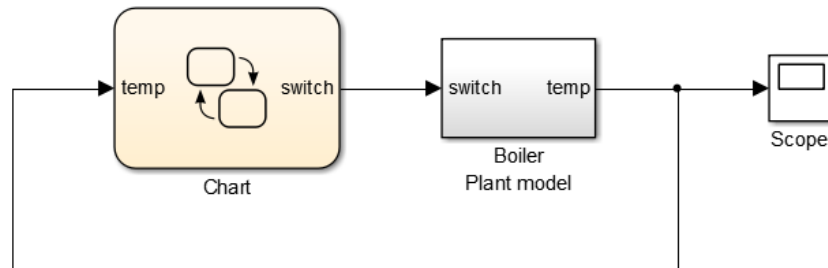 temp
switch
switch
temp
Scope
Chart
Boiler
Plant model